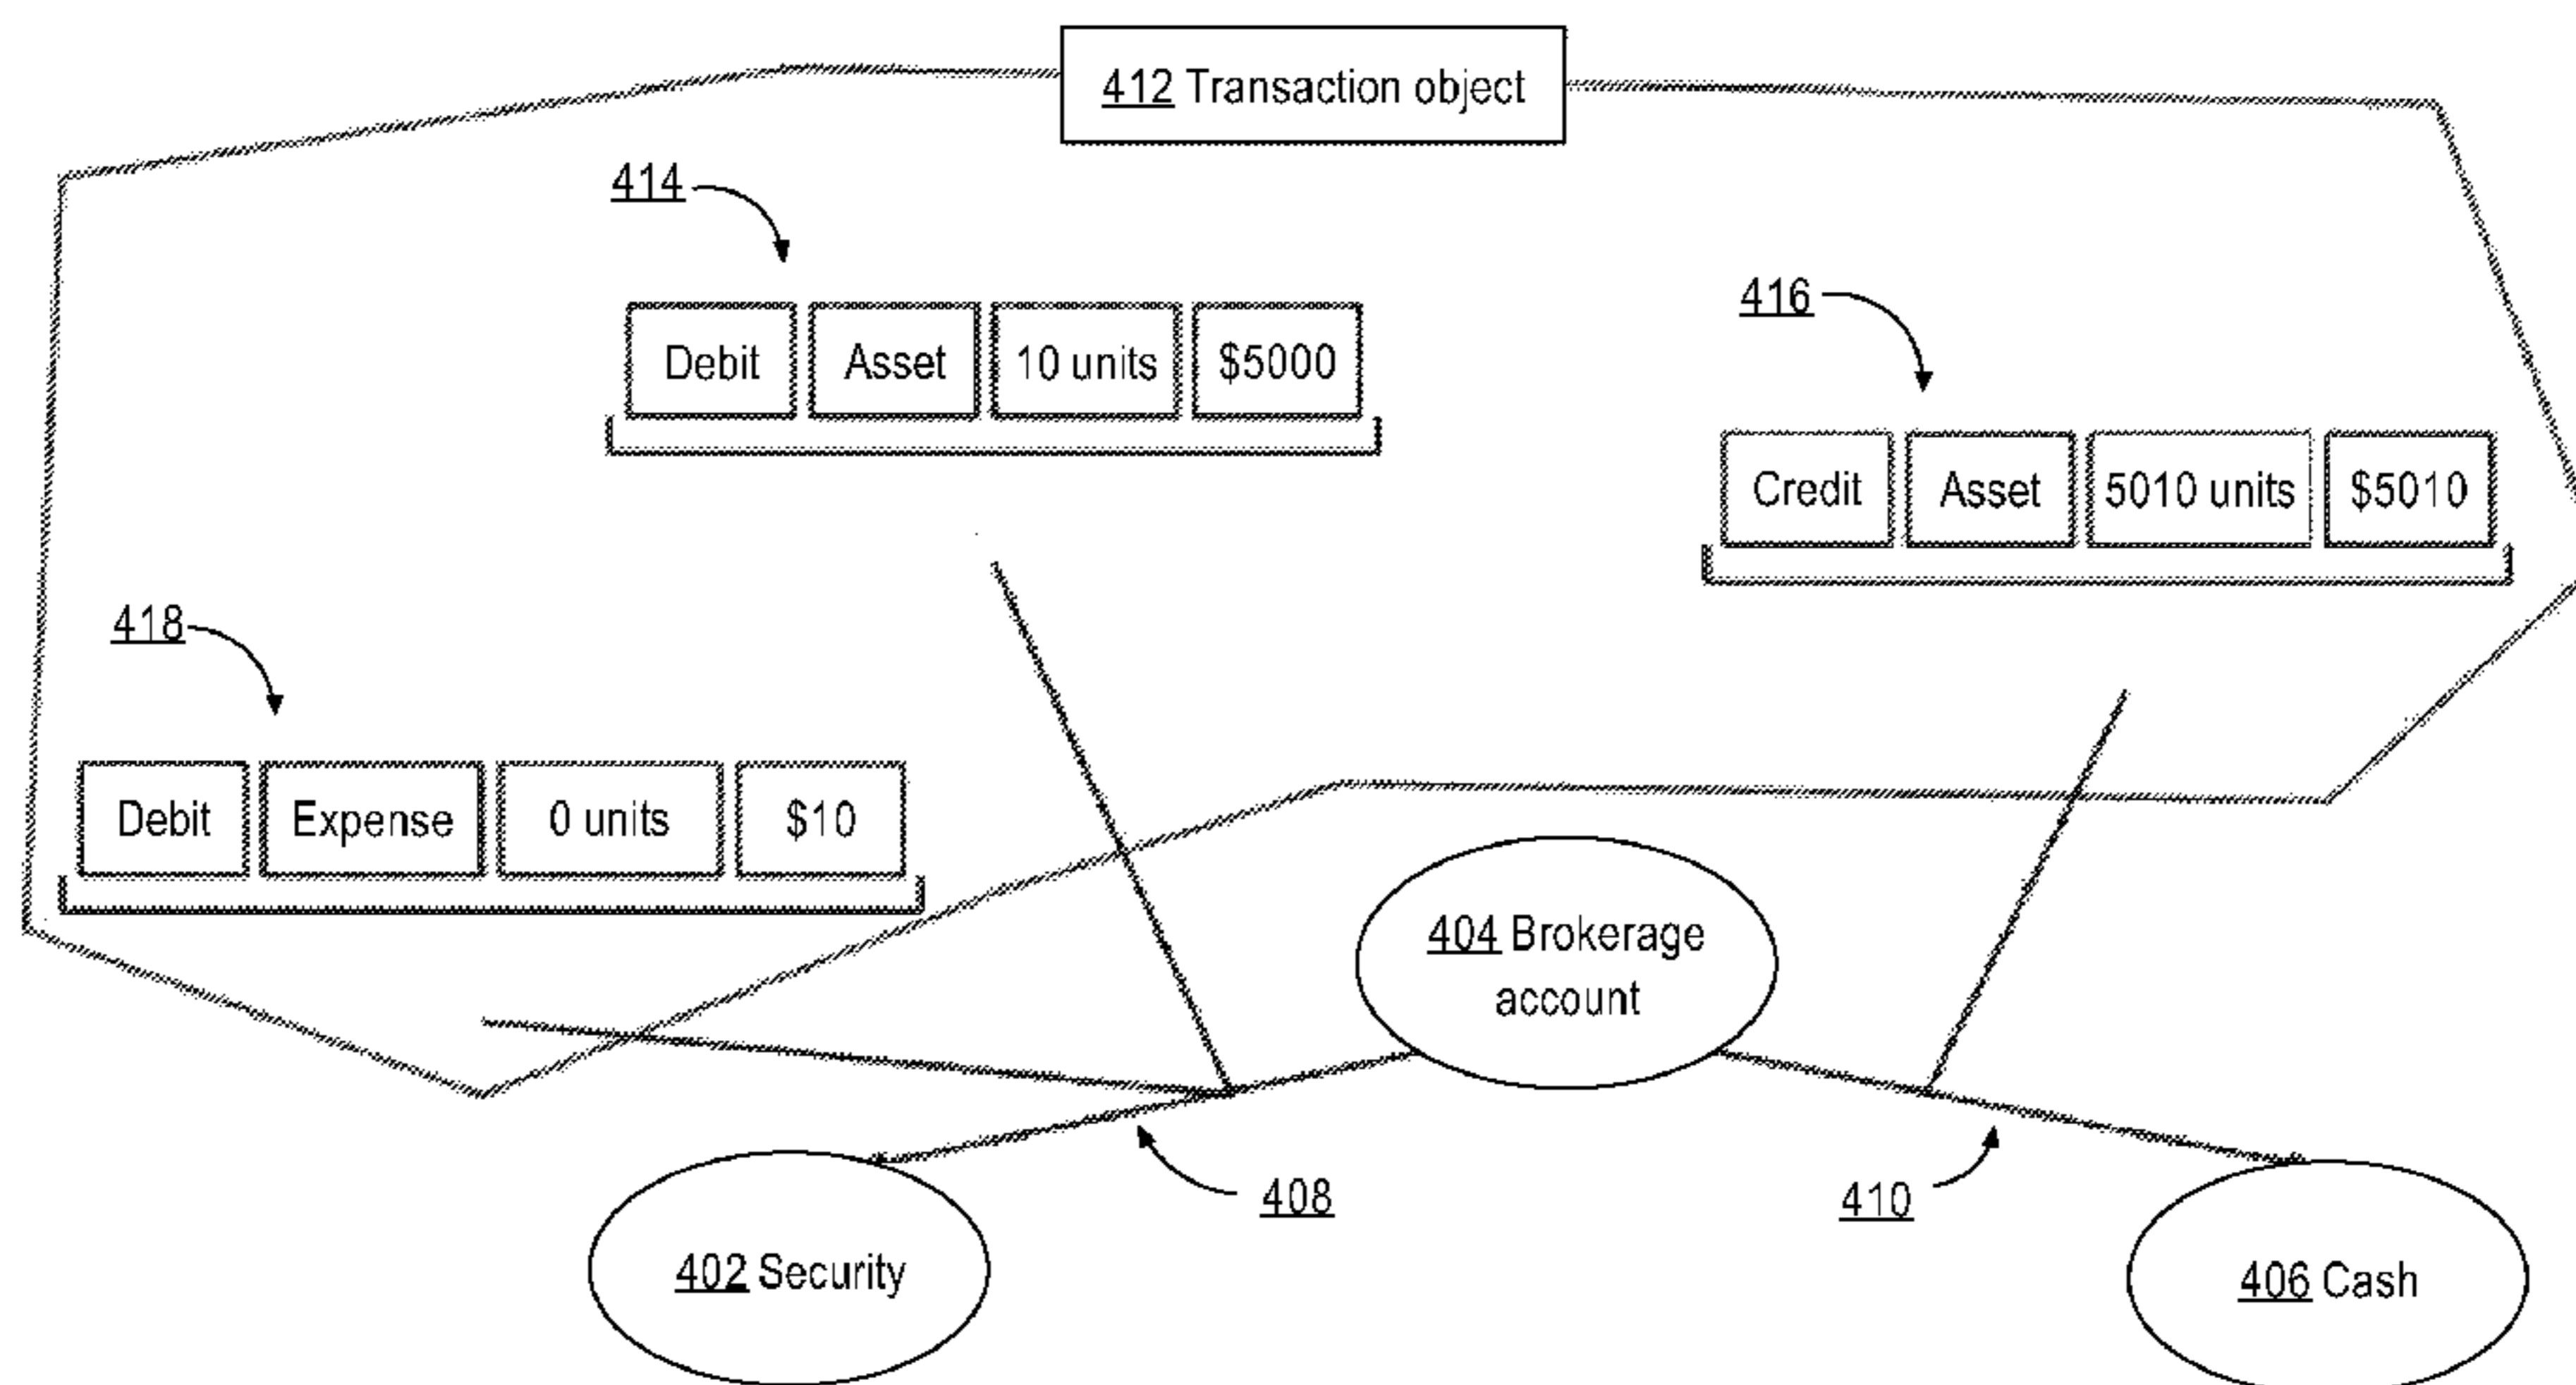 412 Transaction object
414
Debit Asset 10 units $5000
416
Credit Asset 5010 units $5010
418
Debit Expense 0 units $10
404 Brokerage
account
408
410
402 Security
406 Cash